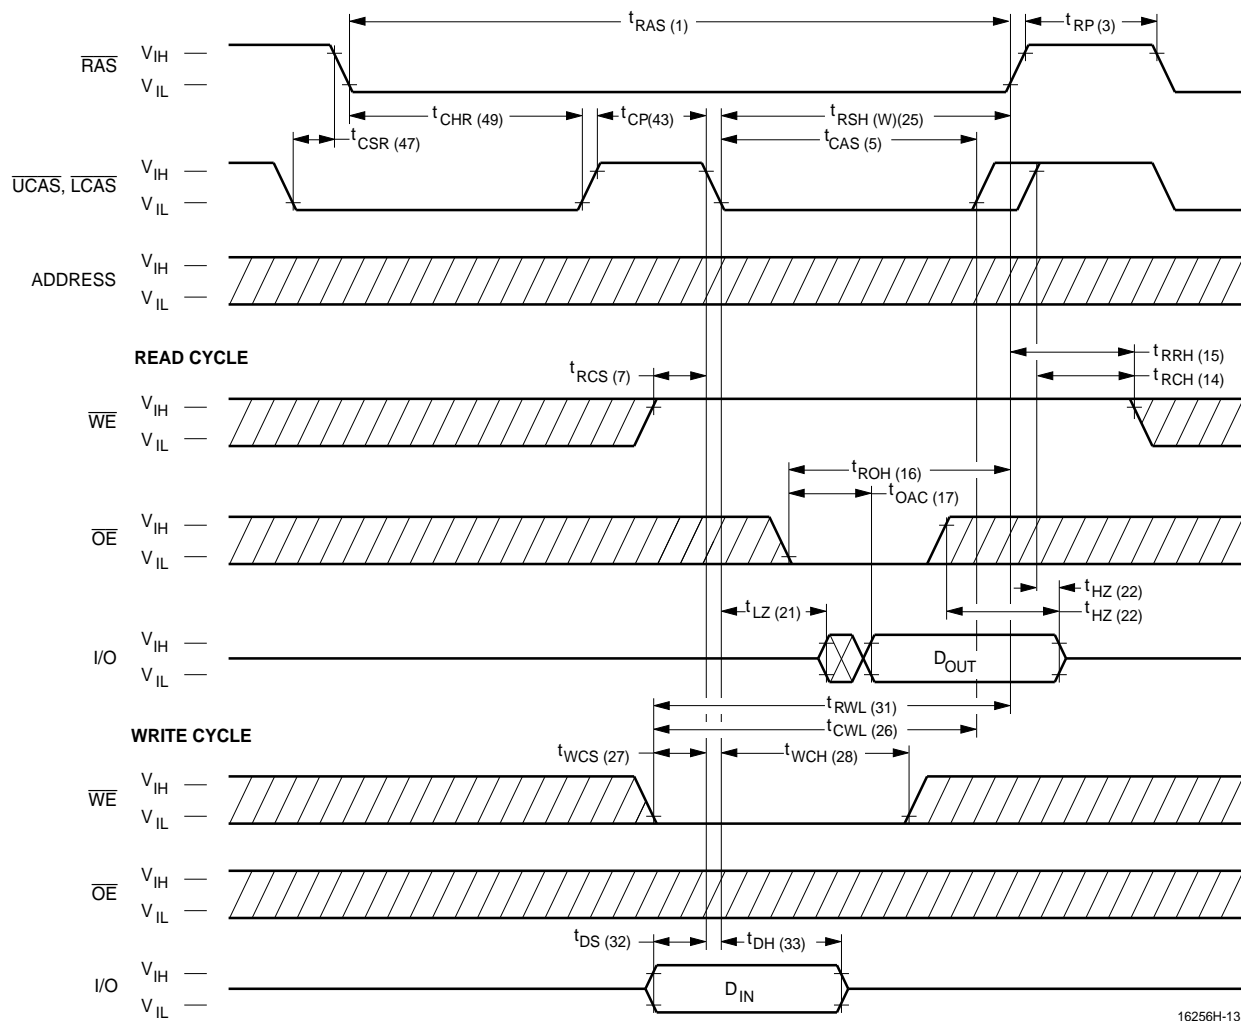 tRAS (1)
tRP (3)
RAS
VIH
VIL
tCHR (49)
tCP(43)
tRSH (W)(25)
tCSR (47)
tCAS (5)
UCAS, LCAS
VIH
VIL
ADDRESS
VIH
VIL
READ CYCLE
tRRH (15)
tRCS (7)
tRCH (14)
WE
VIH
VIL
tROH (16)
tOAC (17)
OE
VIH
VIL
tHZ (22)
tLZ (21)
tHZ (22)
I/O
VIH
VIL
DOUT
tRWL (31)
tCWL (26)
WRITE CYCLE
tWCS (27)
tWCH (28)
WE
VIH
VIL
OE
VIH
VIL
tDS (32)
tDH (33)
I/O
VIH
VIL
DIN
16256H-13